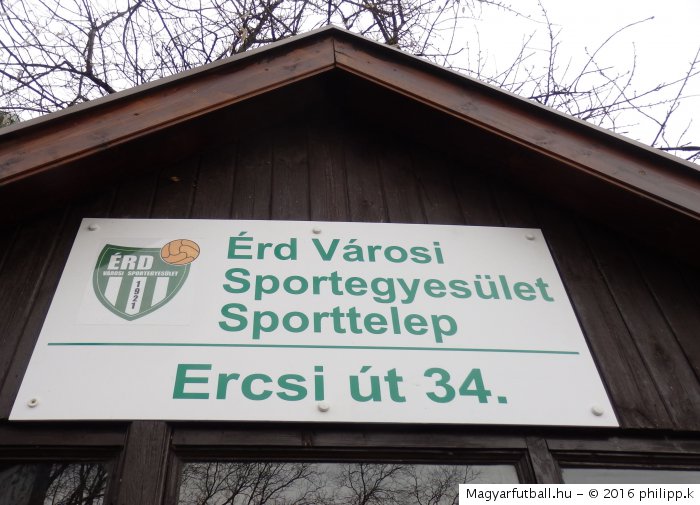 ÉRD
VÁROSI SPORTEGYESÜLET
1921
Érd Városi
Sportegyesület
Sporttelep
Ercsi út 34.
Magyarfutball.hu – © 2016 philipp.k